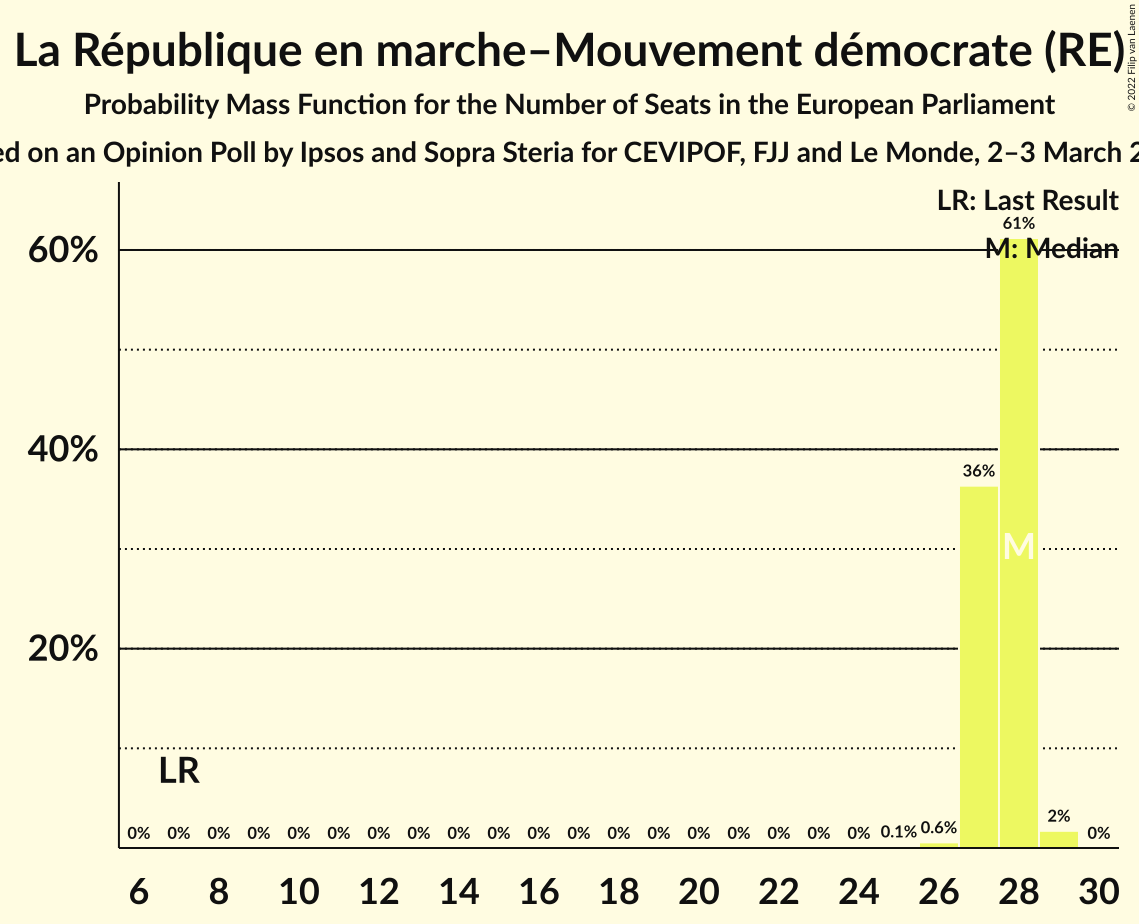 La République en marche–Mouvement démocrate (RE)
© 2022 Filip van Laenen
Probability Mass Function for the Number of Seats in the European Parliament
on an Opinion Poll by Ipsos and Sopra Steria for CEVIPOF, FJJ and Le Monde, 2–3 March
LR: Last Result
61%
M: Median
60%
40%
36%
M
20%
LR
0% 0% 0% 0% 0% 0% 0% 0% 0% 0% 0% 0% 0% 0% 0% 0% 0% 0% 0% 0.1% 0.6% 2% 0%
6 8 10 12 14 16 18 20 22 24 26 28 30